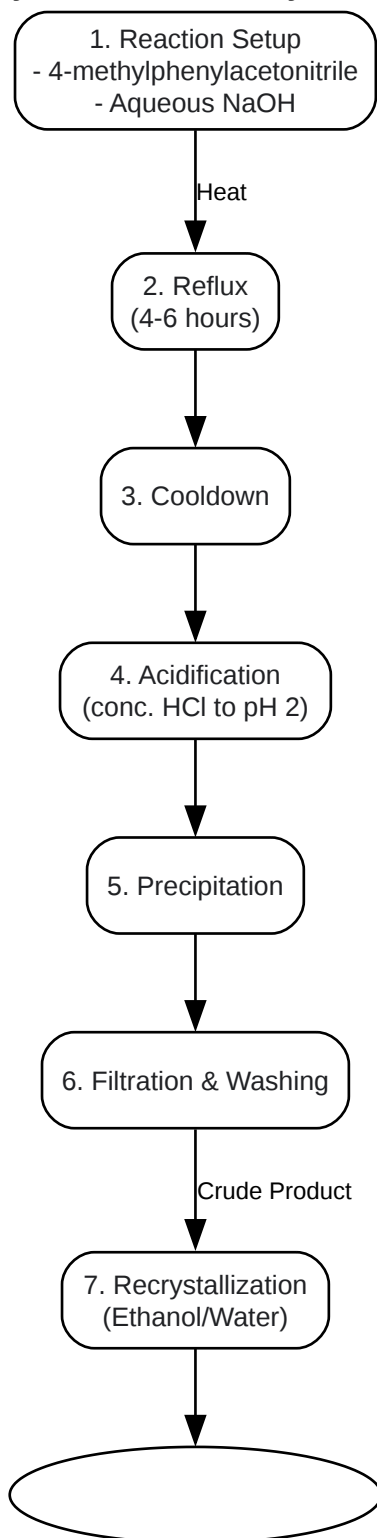 1. Reaction Setup
- 4-methylphenylacetonitrile
- Aqueous NaOH
Heat
2. Reflux
(4-6 hours)
3. Cooldown
4. Acidification
(conc. HCl to pH 2)
5. Precipitation
6. Filtration & Washing
Crude Product
7. Recrystallization
(Ethanol/Water)